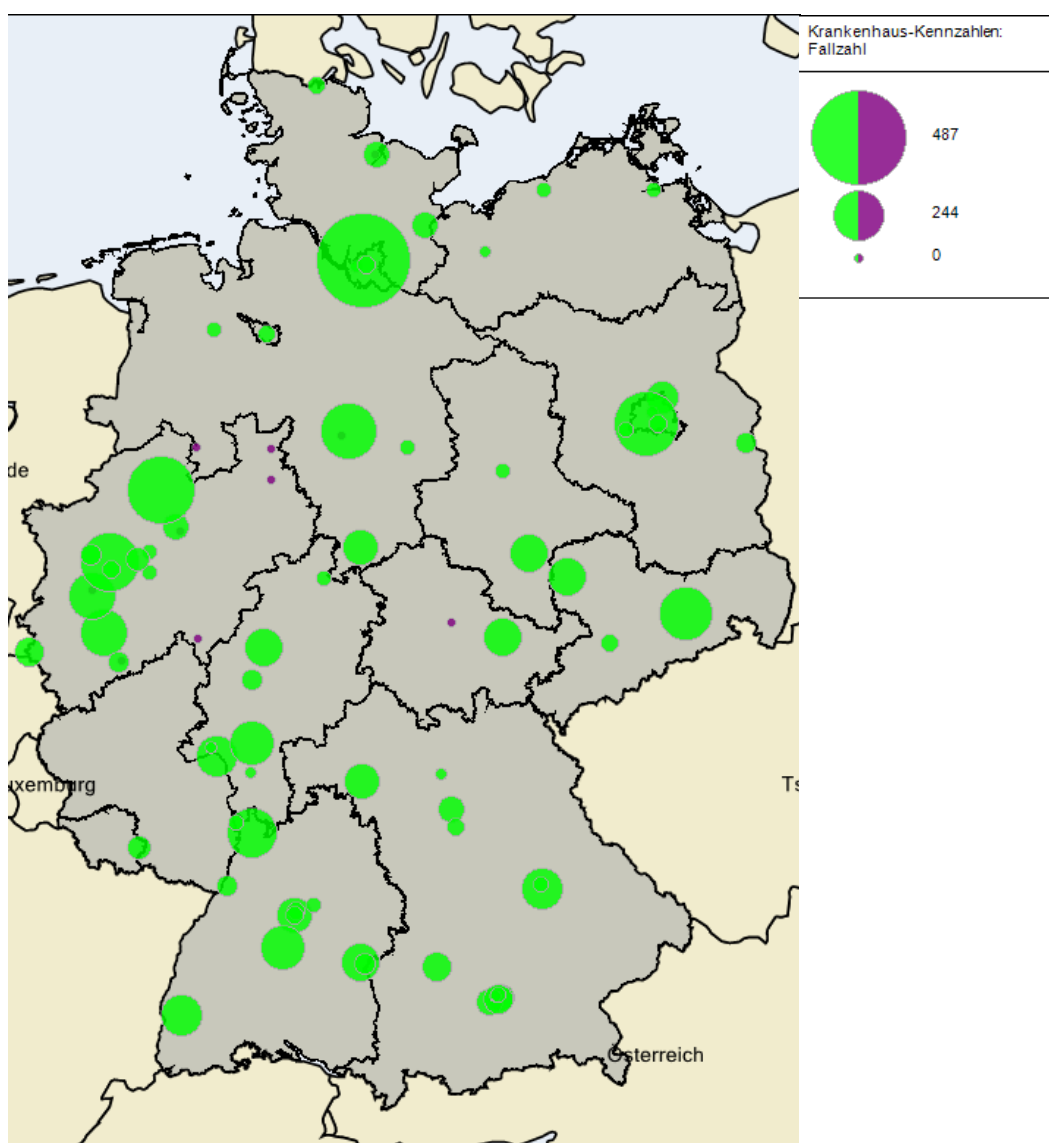 Krankenhaus-Kennzahlen:
Fallzahl
487
244
0
de
uxemburg
Ts
Österreich